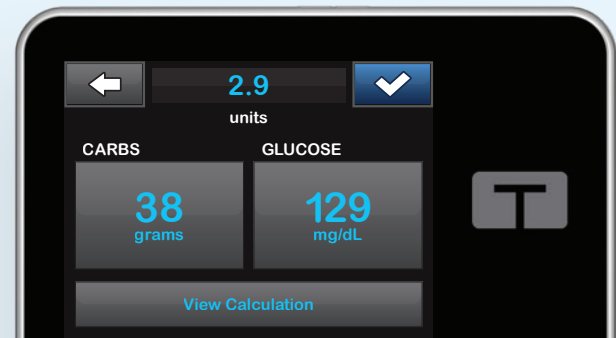 2.9
units
CARBS GLUCOSE
38 129
grams mg/dL
View Calculation
T